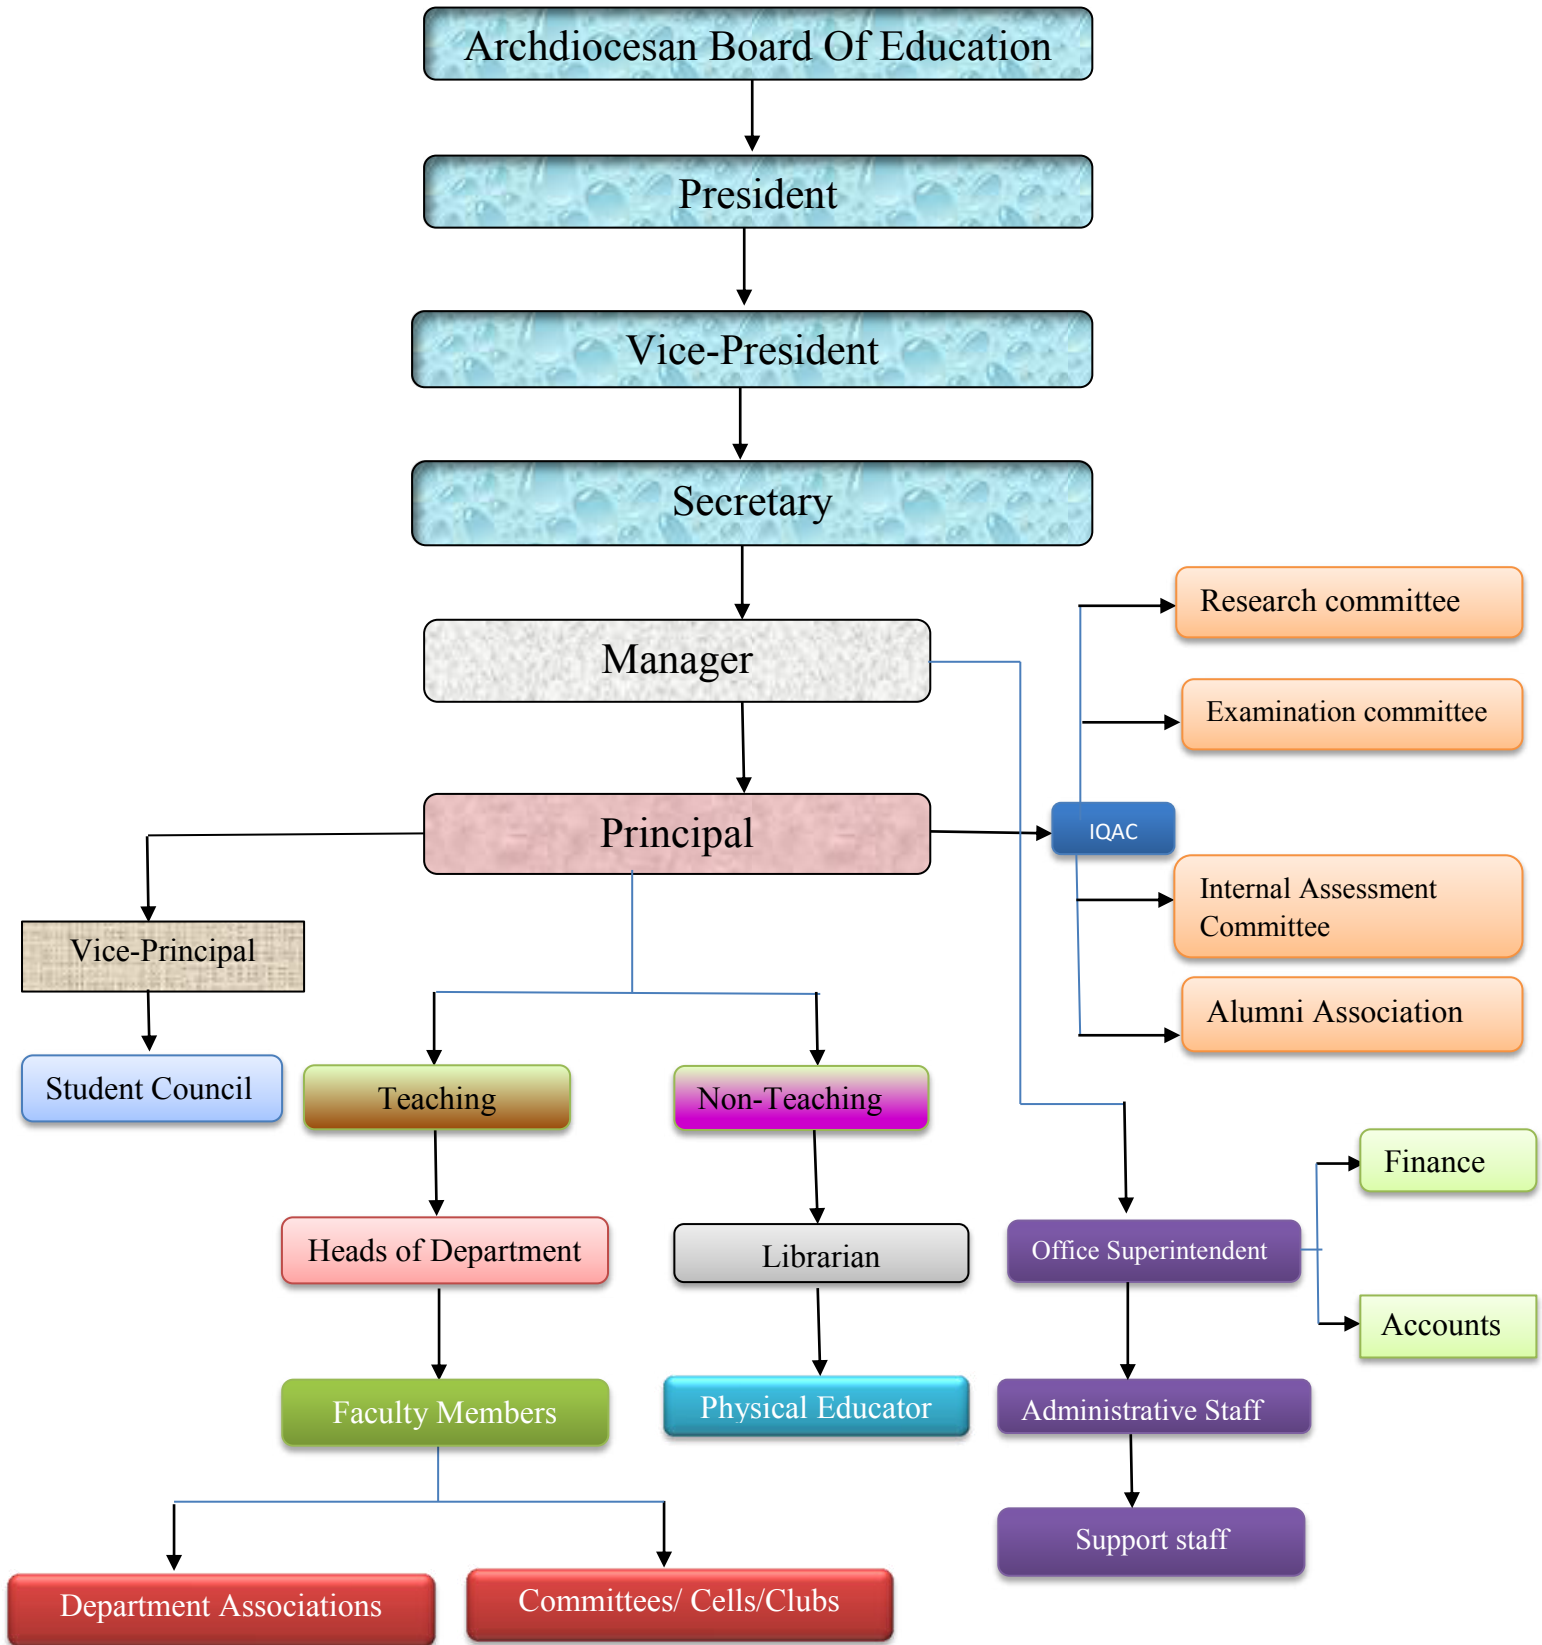 Archdiocesan Board Of Education
President
Vice-President
Secretary
Manager
Research committee
Examination committee
Principal
IQAC
Internal Assessment
Committee
Vice-Principal
Alumni Association
Student Council
Teaching
Non-Teaching
Finance
Heads of Department
Librarian
Office Superintendent
Accounts
Faculty Members
Physical Educator
Administrative Staff
Support staff
Department Associations
Committees/ Cells/Clubs